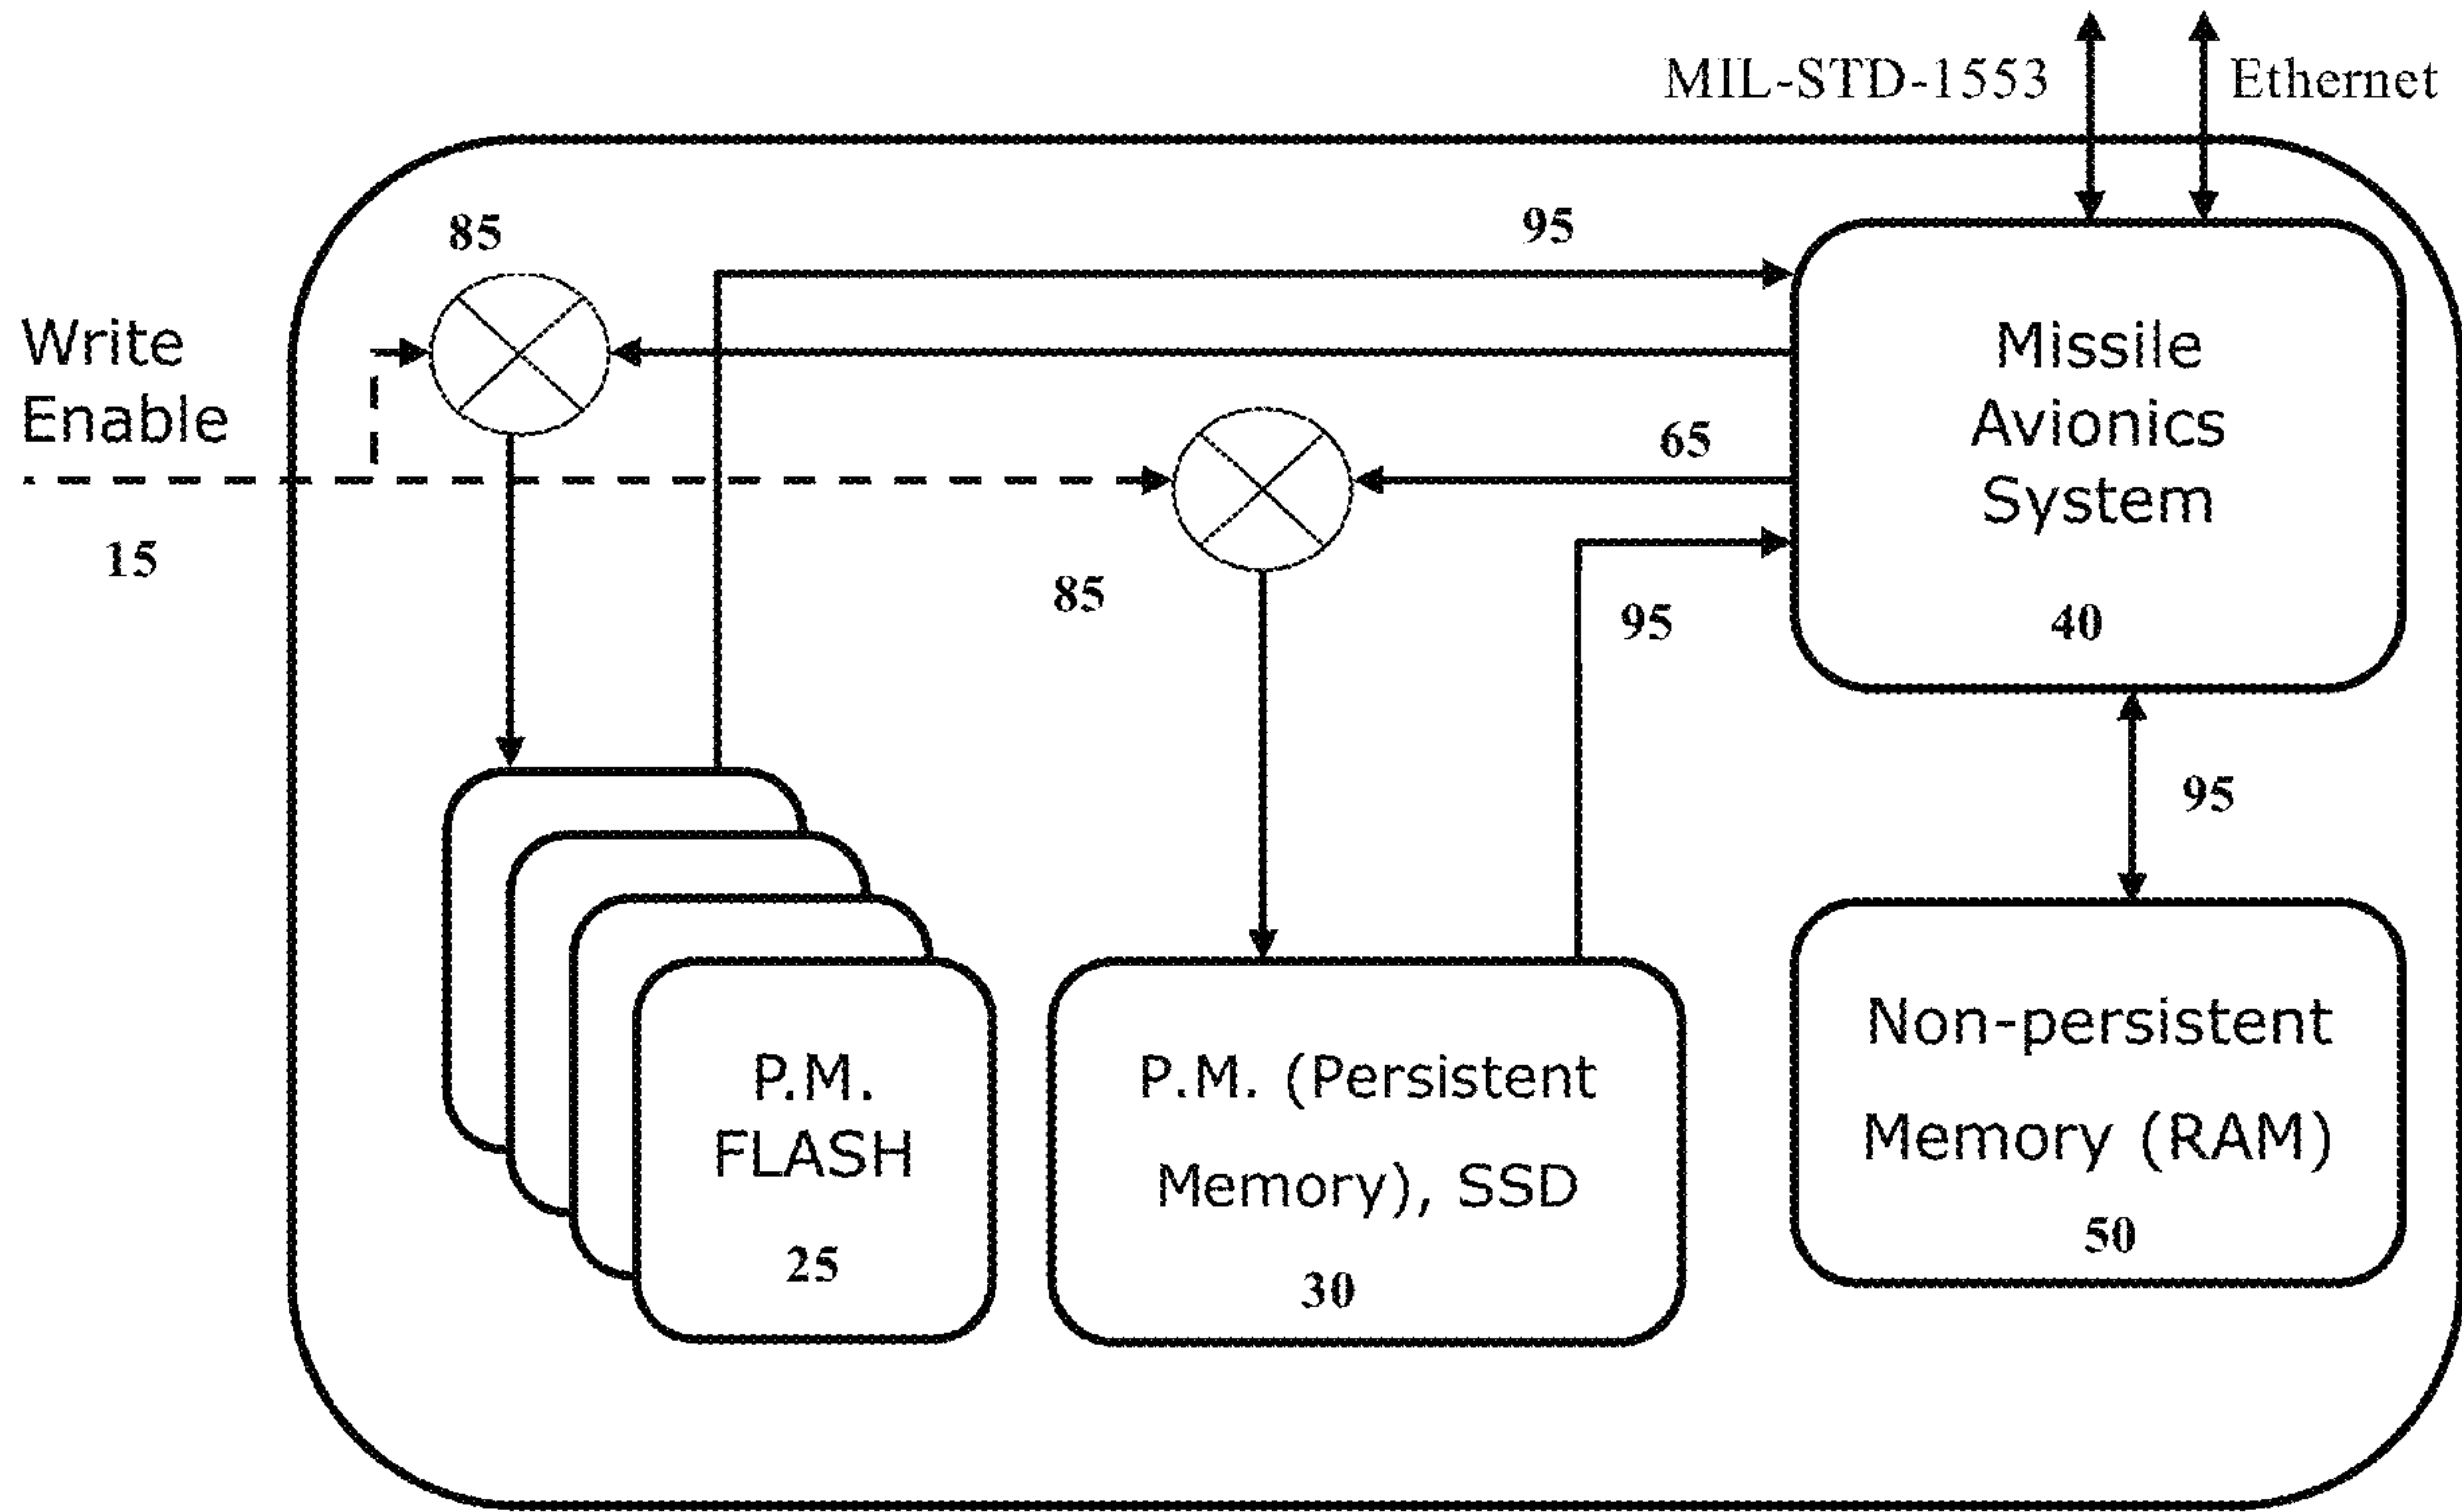 MIL-STD-1553
Ethernet
85
95
Write
Enable
15
65
85
95
Missile
Avionics
System
40
95
P.M.
FLASH
25
P.M. (Persistent
Memory), SSD
30
Non-persistent
Memory (RAM)
50